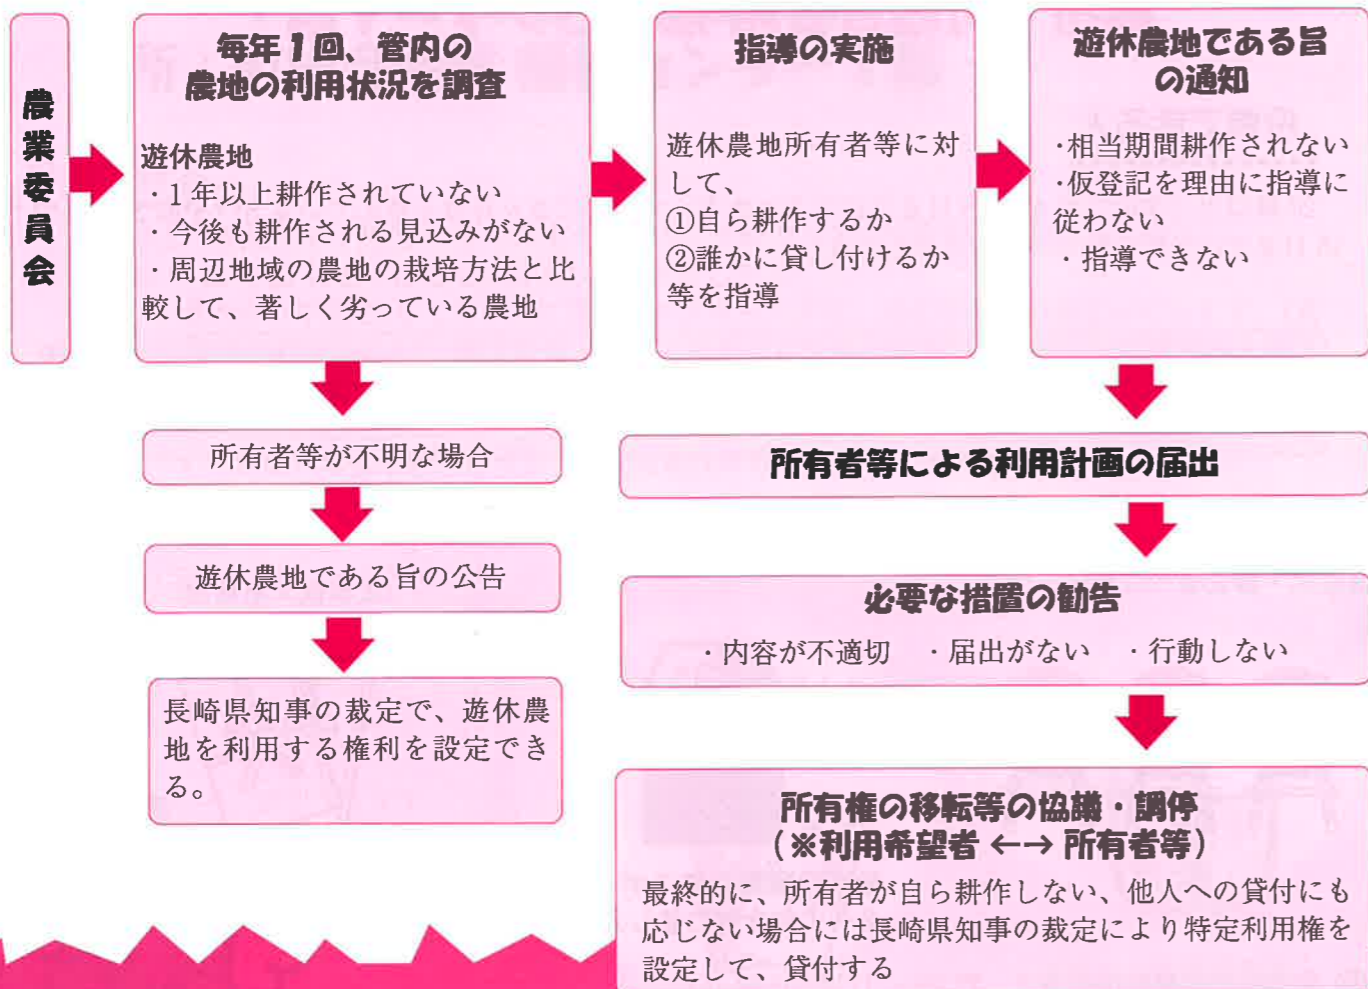 農業委員会
毎年1回、管内の
農地の利用状況を調査
遊休農地
・1年以上耕作されていない
・今後も耕作される見込みがない
・周辺地域の農地の栽培方法と比
較して、著しく劣っている農地
指導の実施
遊休農地所有者等に対
して、
①自ら耕作するか
②誰かに貸し付けるか
等を指導
遊休農地である旨
の通知
・相当期間耕作されない
・仮登記を理由に指導に
従わない
・指導できない
所有者等が不明な場合
遊休農地である旨の公告
長崎県知事の裁定で、遊休農
地を利用する権利を設定でき
る。
所有者等による利用計画の届出
必要な措置の勧告
・内容が不適切 ・届出がない ・行動しない
所有権の移転等の協議・調停
(※利用希望者 ←→ 所有者等)
最終的に、所有者が自ら耕作しない、他人への貸付にも
応じない場合には長崎県知事の裁定により特定利用権を
設定して、貸付する